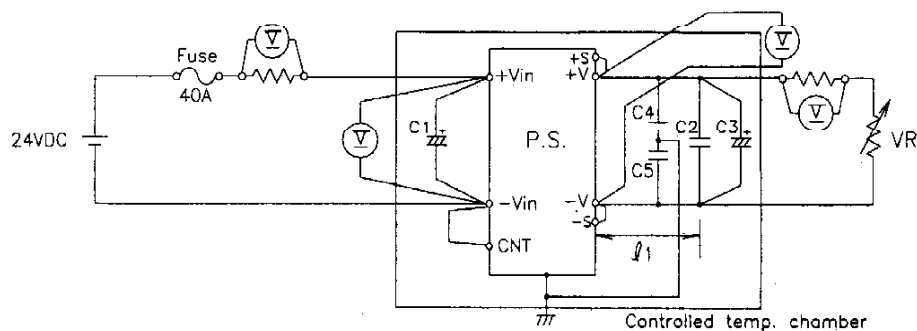 Fuse
40A
V
24VDC
V
+Vin
C1
+
-Vin
CNT
P.S.
+S
+V
C4
C2
C3
+
C5
-V
-S
ℓ1
V
V
VR
Controlled temp. chamber